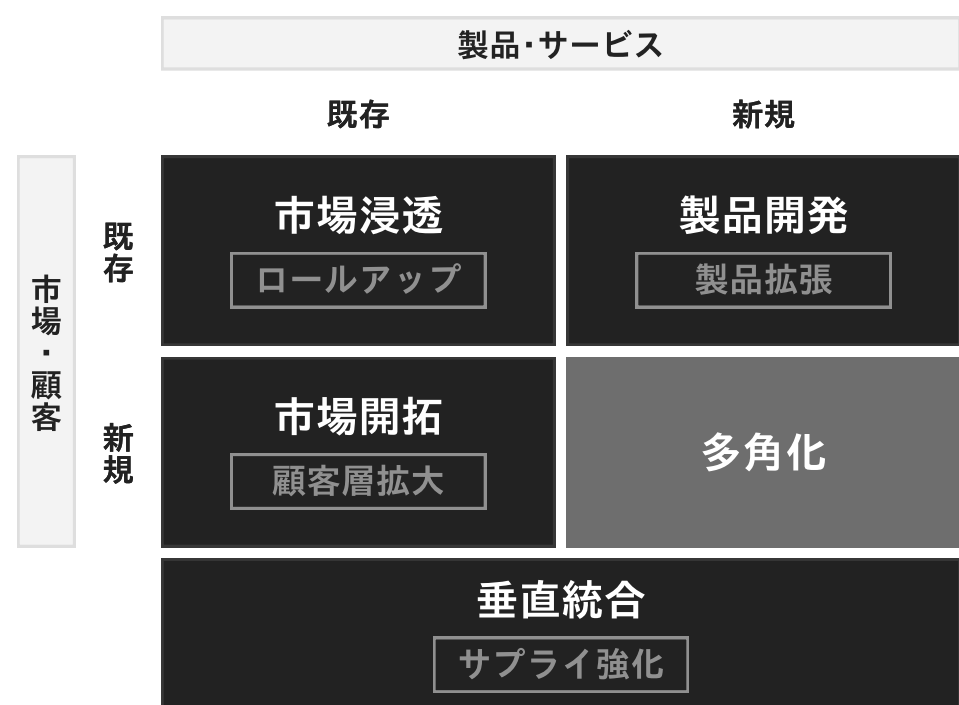 製品・サービス
既存
新規
市場・顧客
既存
市場浸透
ロールアップ
製品開発
製品拡張
新規
市場開拓
顧客層拡大
多角化
垂直統合
サプライ強化